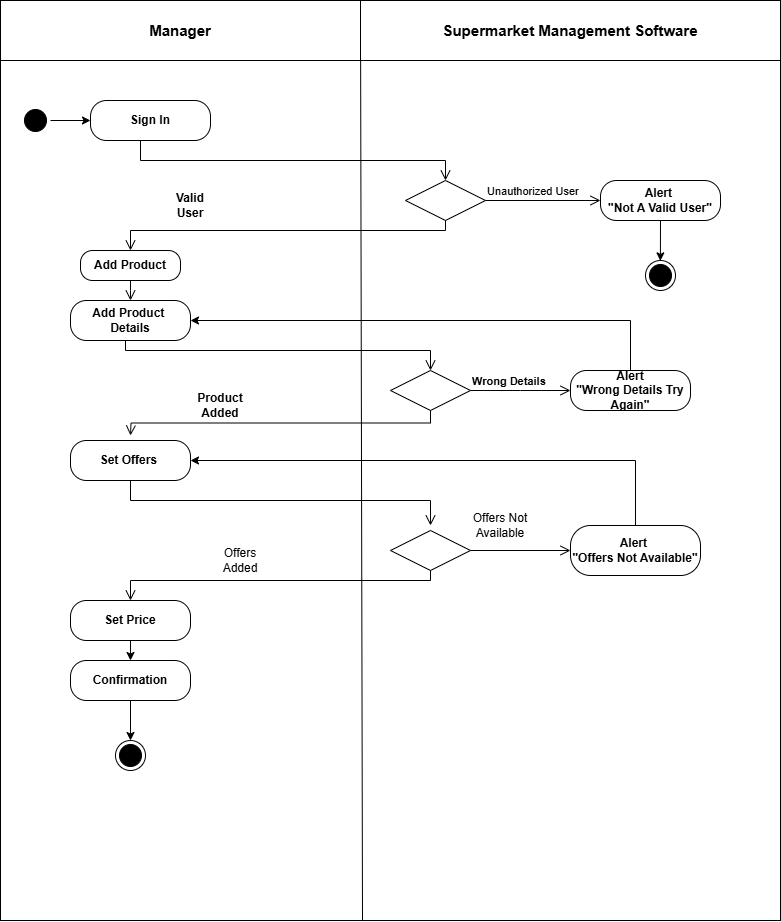 Manager
Supermarket Management Software
Sign In
Unauthorized User
Alert
"Not A Valid User"
Valid
User
Add Product
Add Product
Details
Wrong Details
Alert
"Wrong Details Try
Again"
Product
Added
Set Offers
Offers Not
Available
Alert
"Offers Not Available"
Offers
Added
Set Price
Confirmation